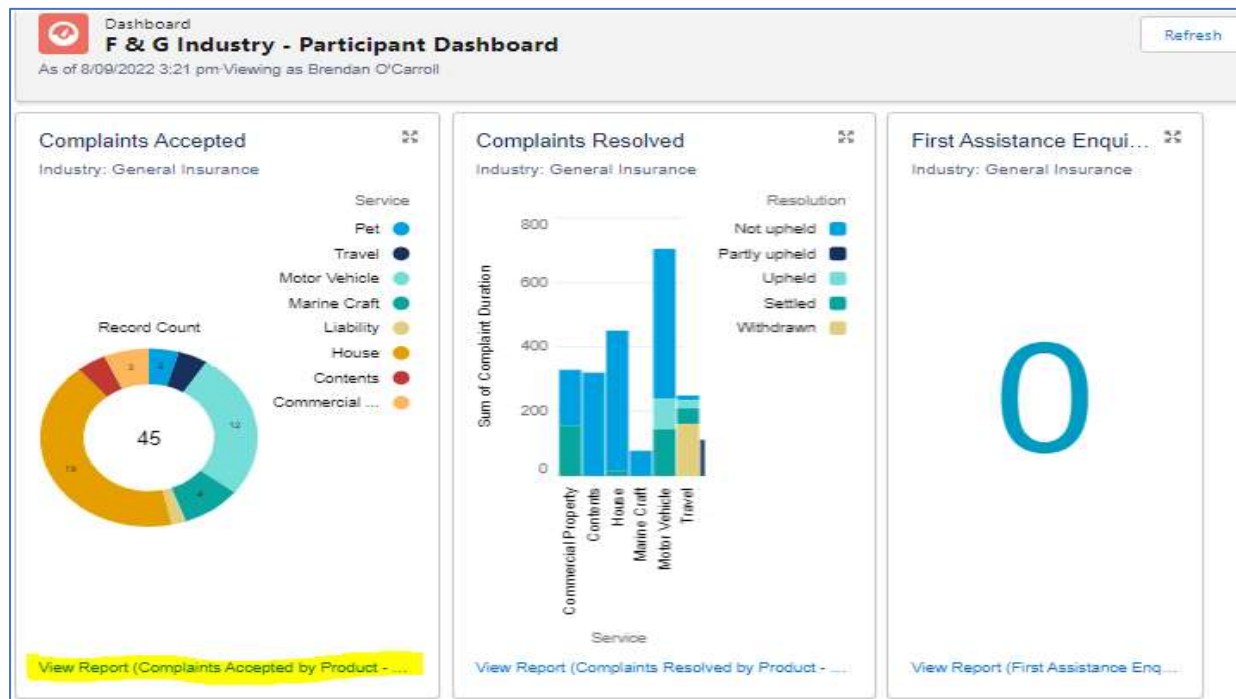 Dashboard
F & G Industry - Participant Dashboard
As of 8/09/2022 3:21 pm·Viewing as Brendan O'Carroll
Refresh
Complaints Accepted
Industry: General Insurance
Service
Pet
Travel
Motor Vehicle
Marine Craft
Liability
House
Contents
Commercial ...
Record Count
3
12
4
19
45
View Report (Complaints Accepted by Product - ...
Complaints Resolved
Industry: General Insurance
Resolution
Not upheld
Partly upheld
Upheld
Settled
Withdrawn
Sum of Complaint Duration
800
600
400
200
0
Commercial Property
Contents
House
Marine Craft
Motor Vehicle
Travel
Service
View Report (Complaints Resolved by Product - ...
First Assistance Enqui...
Industry: General Insurance
0
View Report (First Assistance Enq...